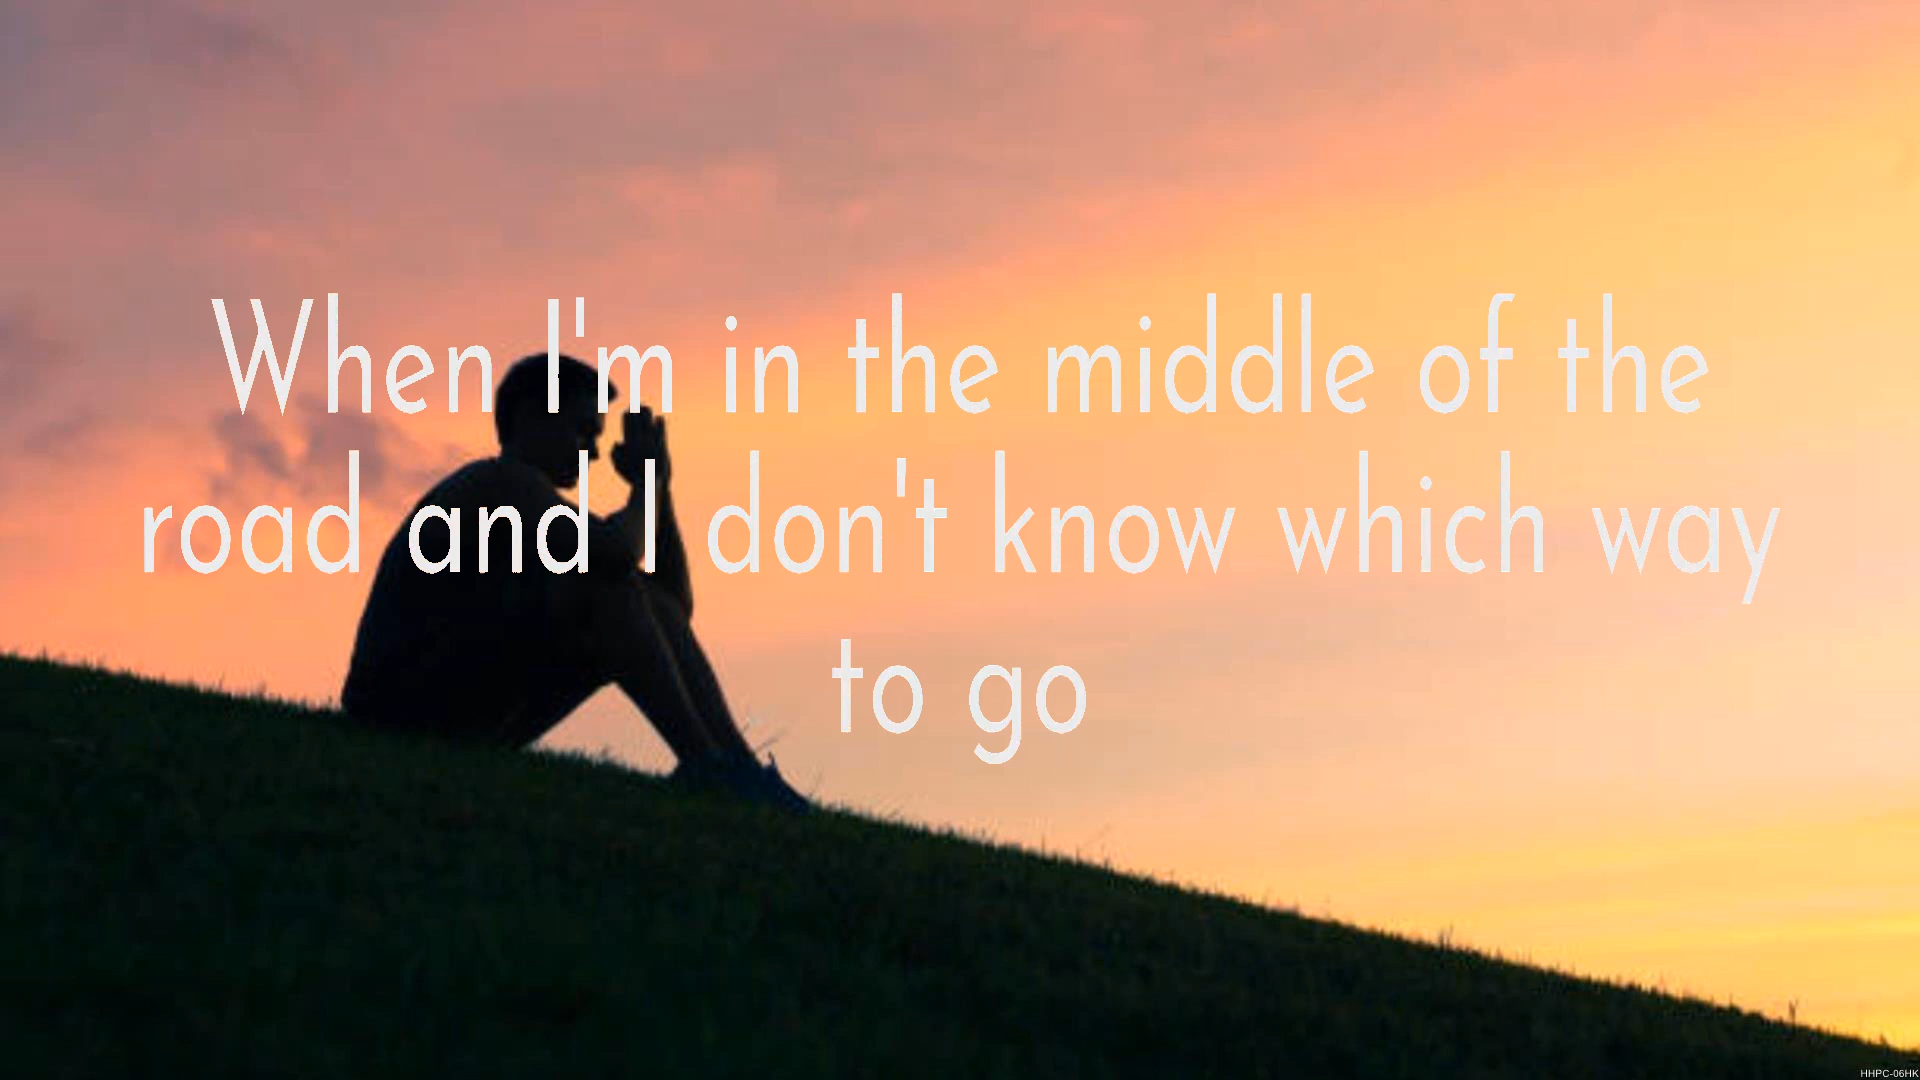 When I'm in the middle of the
road and I don't know which way
to go
HHPC-06HK